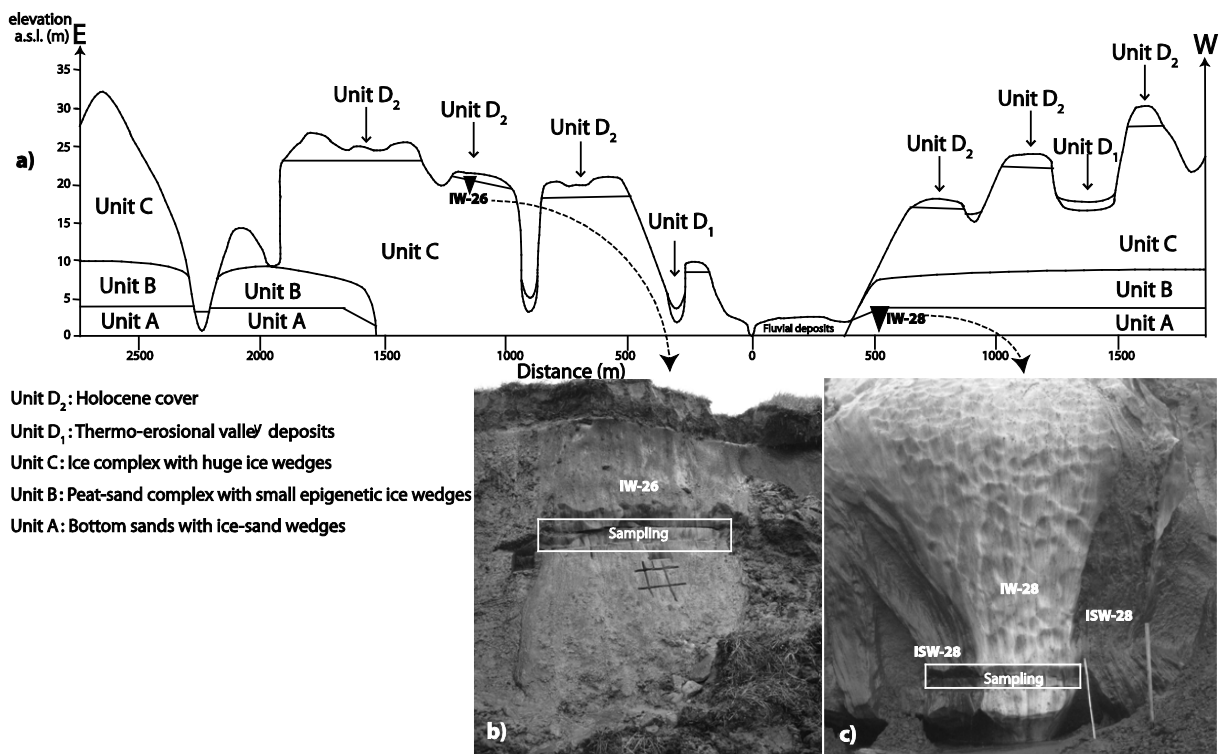 elevation
a.s.l. (m) E
W
a)
35
30
25
20
15
10
5
0
Unit D2
Unit D2
Unit D2
Unit D1
Unit D2
Unit D2
Unit D1
Unit D2
IW-26
Unit C
Unit C
Unit C
Unit B
Unit B
Unit B
Unit A
Unit A
Unit A
IW-28
Fluvial deposits
2500 2000 1500 1000 500 0 500 1000 1500
Distance (m)
Unit D2: Holocene cover
Unit D1: Thermo-erosional valley deposits
Unit C: Ice complex with huge ice wedges
Unit B: Peat-sand complex with small epigenetic ice wedges
Unit A: Bottom sands with ice-sand wedges
IW-26
Sampling
b)
IW-28
ISW-28
ISW-28
Sampling
c)